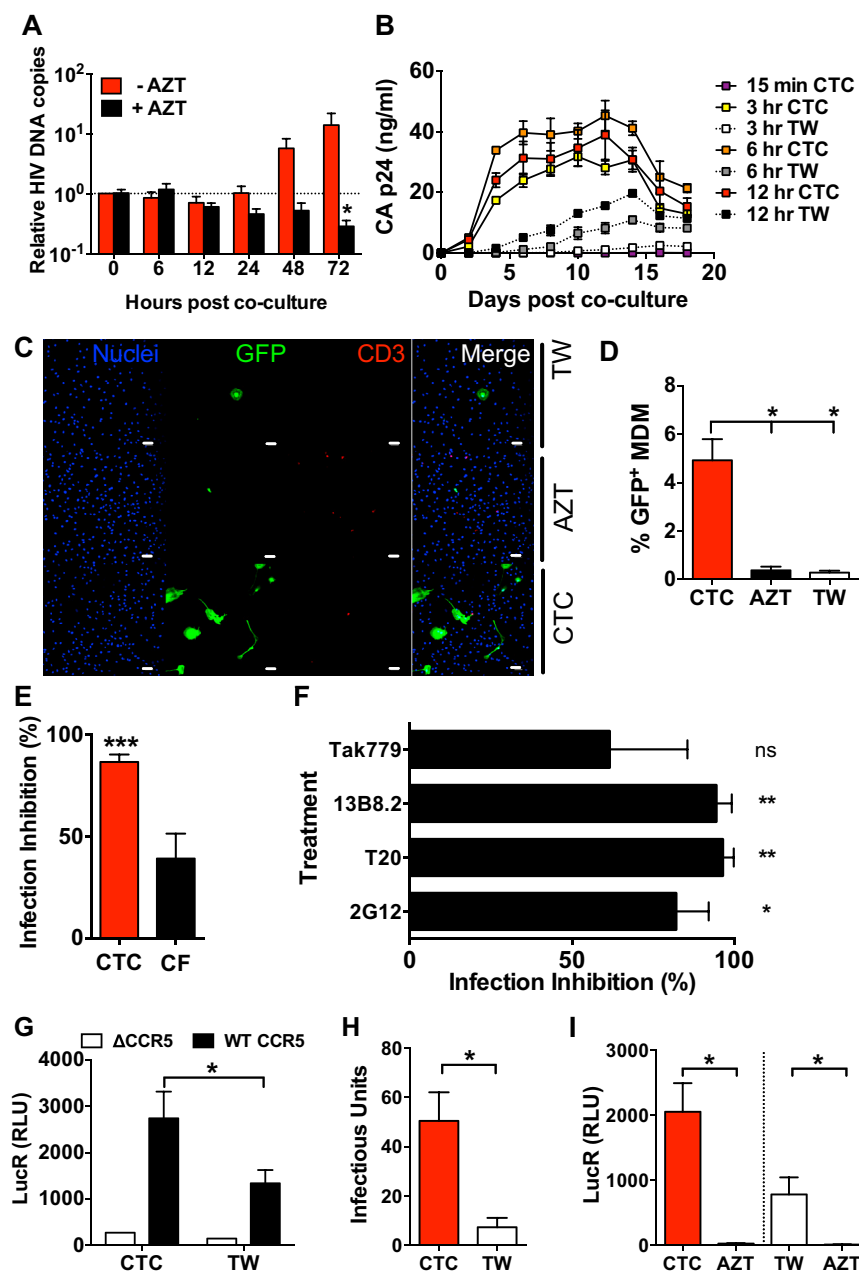 A
Relative HIV DNA copies
10²
10¹
10⁰
10⁻¹
- AZT
+ AZT
*
0 6 12 24 48 72
Hours post co-culture
B
CA p24 (ng/ml)
60
40
20
0
0 5 10 15 20
Days post co-culture
15 min CTC
3 hr CTC
3 hr TW
6 hr CTC
6 hr TW
12 hr CTC
12 hr TW
C
Nuclei GFP CD3 Merge
TW
AZT
CTC
D
% GFP⁺ MDM
8
6
4
2
0
* *
CTC AZT TW
E
Infection Inhibition (%)
100
50
0
***
CTC CF
F
Treatment
Tak779 ns
13B8.2 **
T20 **
2G12 *
0 50 100
Infection Inhibition (%)
G
ΔCCR5 WT CCR5
LucR (RLU)
4000
3000
2000
1000
0
*
CTC TW
H
Infectious Units
80
60
40
20
0
*
CTC TW
I
LucR (RLU)
3000
2000
1000
0
* *
CTC AZT TW AZT